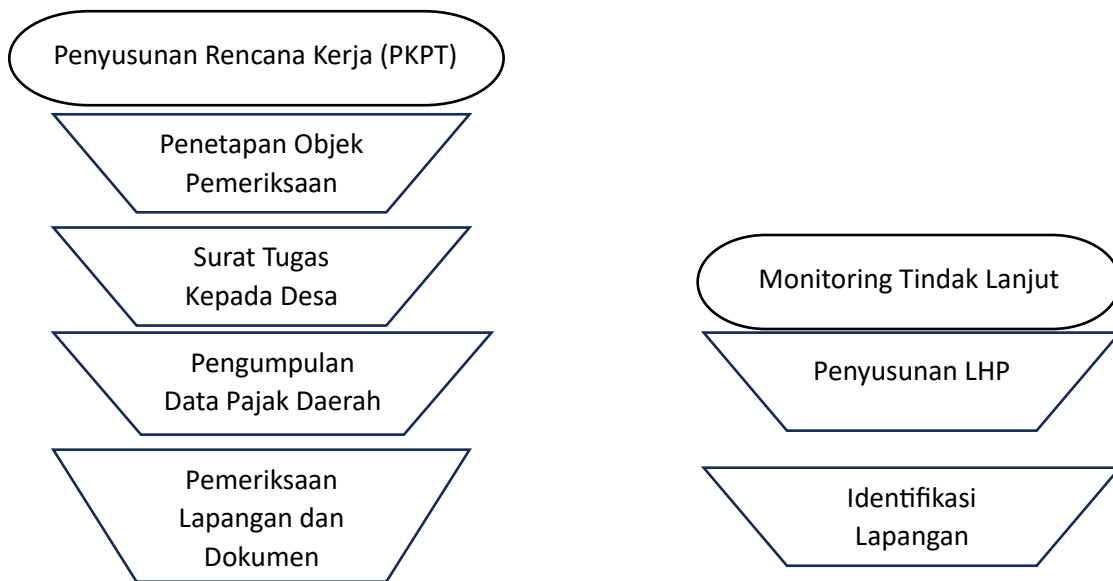 Penyusunan Rencana Kerja (PKPT)
Penetapan Objek
Pemeriksaan
Surat Tugas
Kepada Desa
Pengumpulan
Data Pajak Daerah
Pemeriksaan
Lapangan dan
Dokumen
Monitoring Tindak Lanjut
Penyusunan LHP
Identifikasi
Lapangan